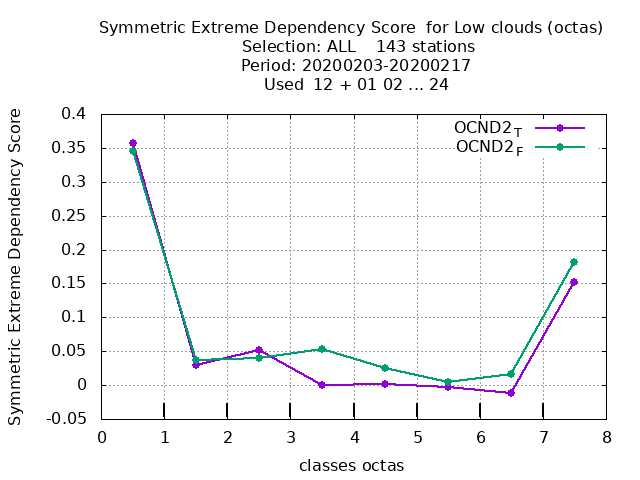 Symmetric Extreme Dependency Score  for Low clouds (octas)
Selection: ALL    143 stations
Period: 20200203-20200217
Used  12 + 01 02 ... 24
Symmetric Extreme Dependency Score
0.4
0.35
0.3
0.25
0.2
0.15
0.1
0.05
0
-0.05
OCND2_T
OCND2_F
0 1 2 3 4 5 6 7 8
classes octas